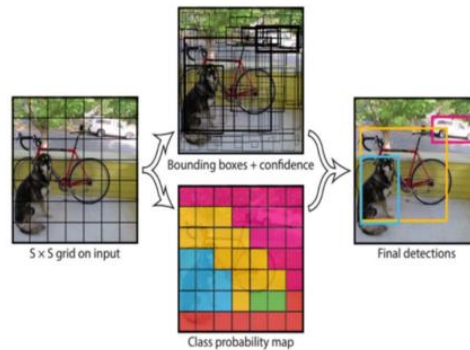 Bounding boxes + confidence
S × S grid on input
Final detections
Class probability map